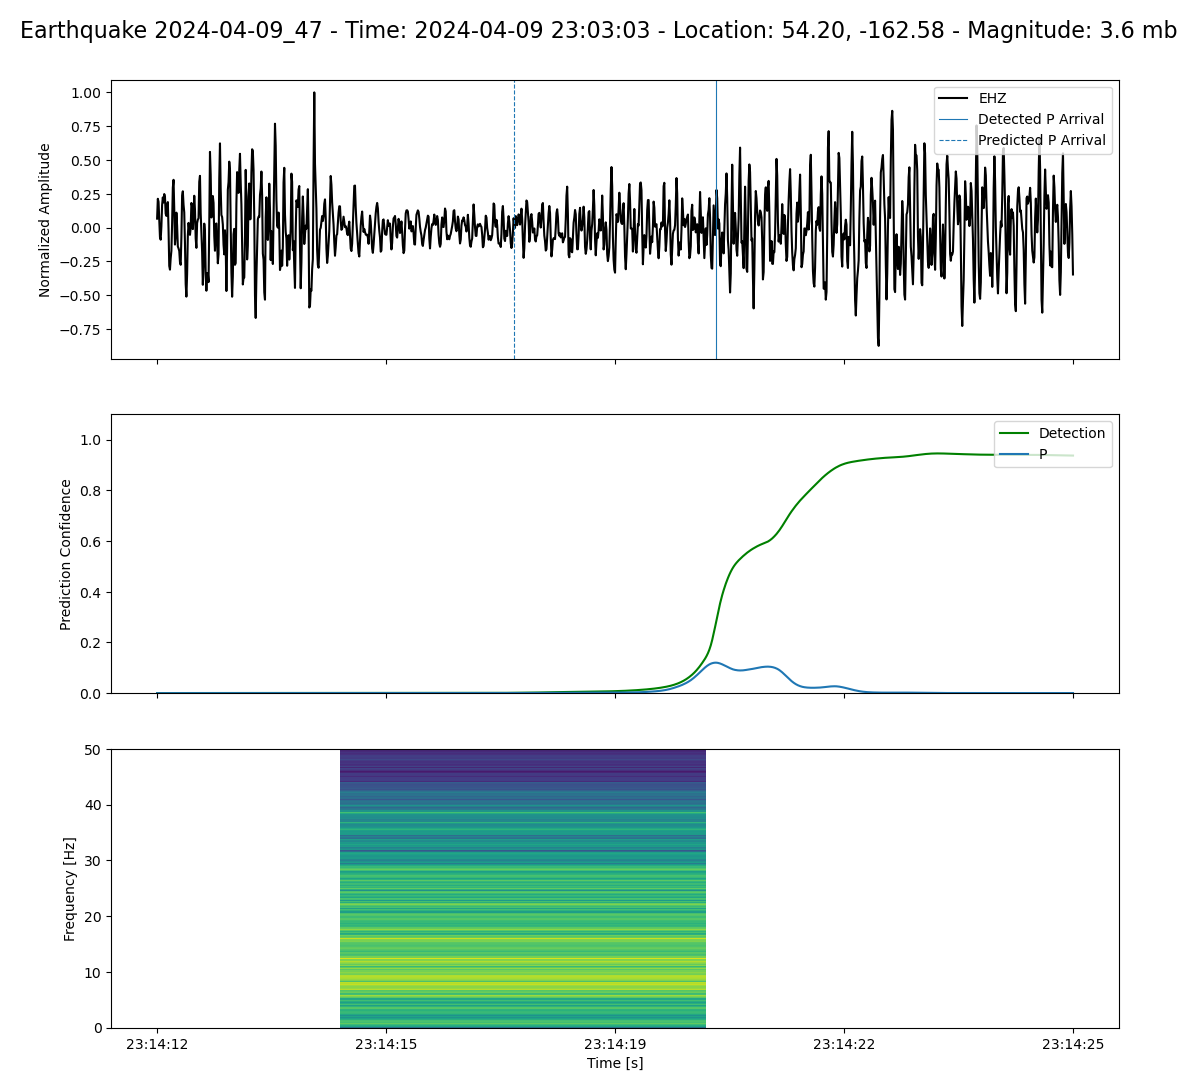 Earthquake 2024-04-09_47 - Time: 2024-04-09 23:03:03 - Location: 54.20, -162.58 - Magnitude: 3.6 mb
Normalized Amplitude
1.00
0.75
0.50
0.25
0.00
−0.25
−0.50
−0.75
EHZ
Detected P Arrival
Predicted P Arrival
Prediction Confidence
1.0
0.8
0.6
0.4
0.2
0.0
Detection
P
Frequency [Hz]
50
40
30
20
10
0
23:14:12 23:14:15 23:14:19 23:14:22 23:14:25
Time [s]